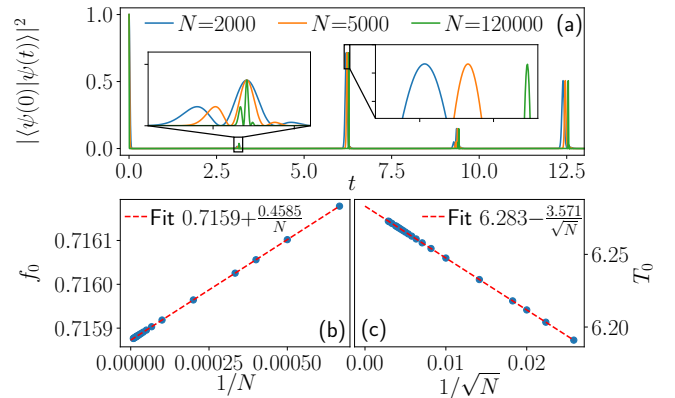 N=2000 N=5000 N=120000 (a)
|⟨ψ(0)|ψ(t)⟩|²
1.0
0.5
0.0
0.0 2.5 5.0 7.5 10.0 12.5
t
Fit 0.7159+0.4585/N
Fit 6.283−3.571/√N
0.7161
0.7160
0.7159
f₀
6.25
6.20
T₀
(b) (c)
0.00000 0.00025 0.00050
0.00 0.01 0.02
1/N
1/√N